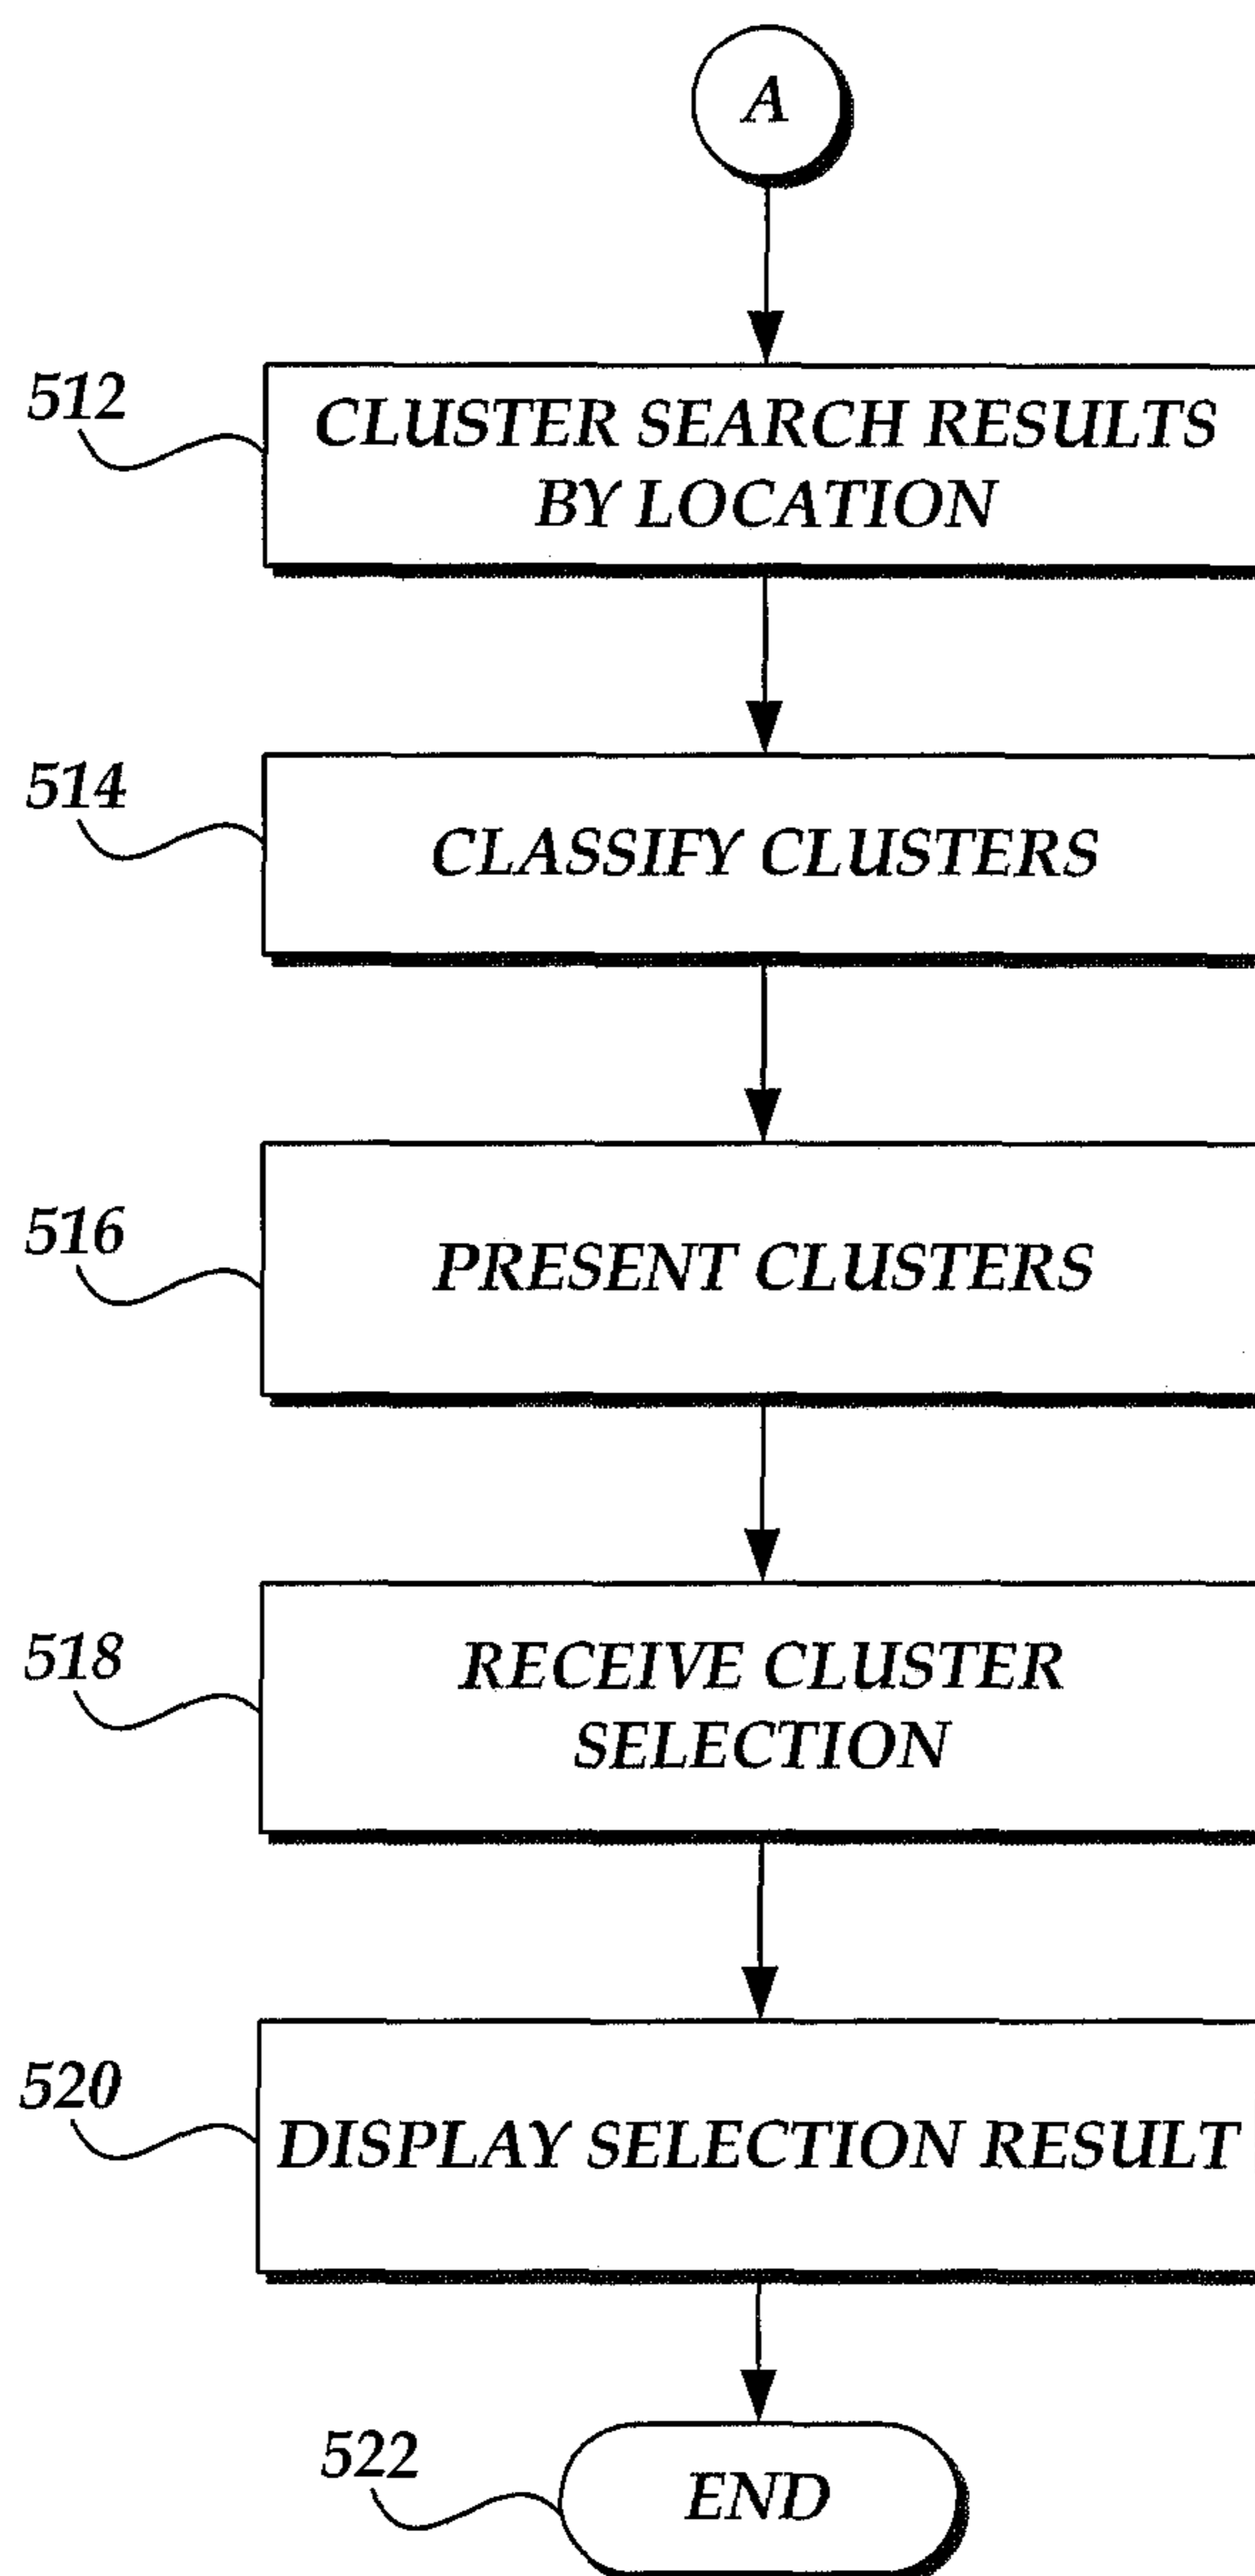 A
512
CLUSTER SEARCH RESULTS
BY LOCATION
514
CLASSIFY CLUSTERS
516
PRESENT CLUSTERS
518
RECEIVE CLUSTER
SELECTION
520
DISPLAY SELECTION RESULT
522
END